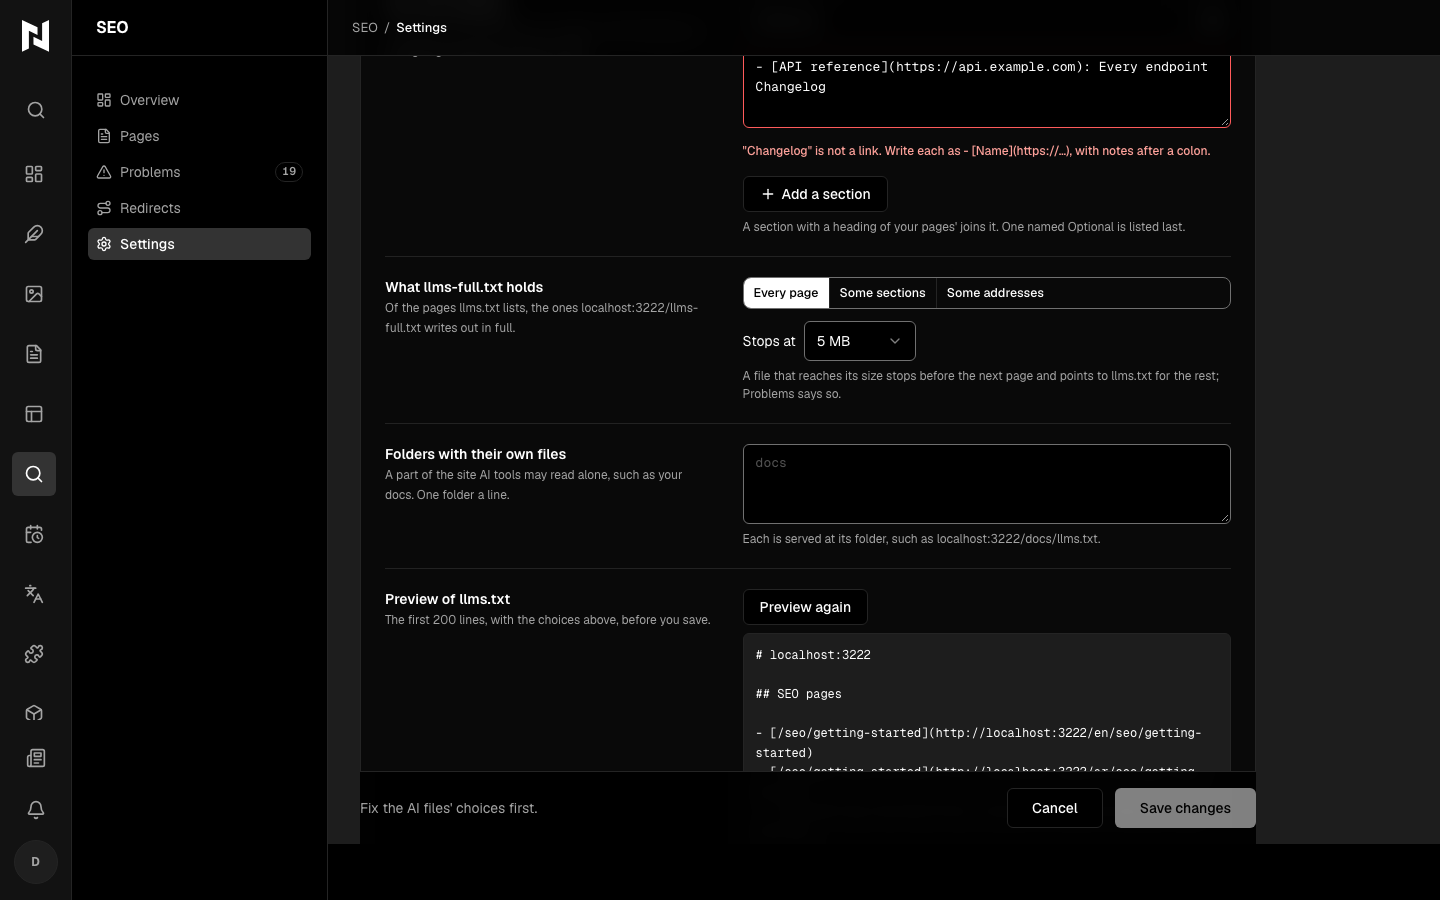 SEO
SEO / Settings
Overview
Pages
Problems 19
Redirects
Settings
- [API reference](https://api.example.com): Every endpoint
Changelog
"Changelog" is not a link. Write each as - [Name](https://…), with notes after a colon.
Add a section
A section with a heading of your pages' joins it. One named Optional is listed last.
What llms-full.txt holds
Of the pages llms.txt lists, the ones localhost:3222/llms-
full.txt writes out in full.
Every page Some sections Some addresses
Stops at 5 MB
A file that reaches its size stops before the next page and points to llms.txt for the rest;
Problems says so.
Folders with their own files
A part of the site AI tools may read alone, such as your
docs. One folder a line.
docs
Each is served at its folder, such as localhost:3222/docs/llms.txt.
Preview of llms.txt
The first 200 lines, with the choices above, before you save.
Preview again
# localhost:3222
## SEO pages
- [/seo/getting-started](http://localhost:3222/en/seo/getting-
started)
Fix the AI files' choices first.
Cancel
Save changes
D